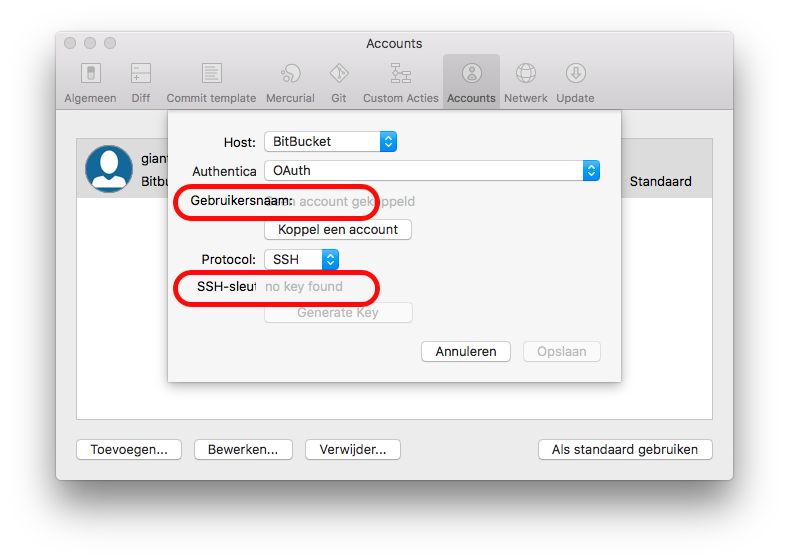 Accounts
Algemeen Diff Commit template Mercurial Git Custom Acties Accounts Netwerk Update
Host: BitBucket
giant
Authentica OAuth
Bitbu Standaard
Gebruikersnaam: en account gekoppeld
Koppel een account
Protocol: SSH
SSH-sleut no key found
Generate Key
Annuleren Opslaan
Toevoegen... Bewerken... Verwijder... Als standaard gebruiken